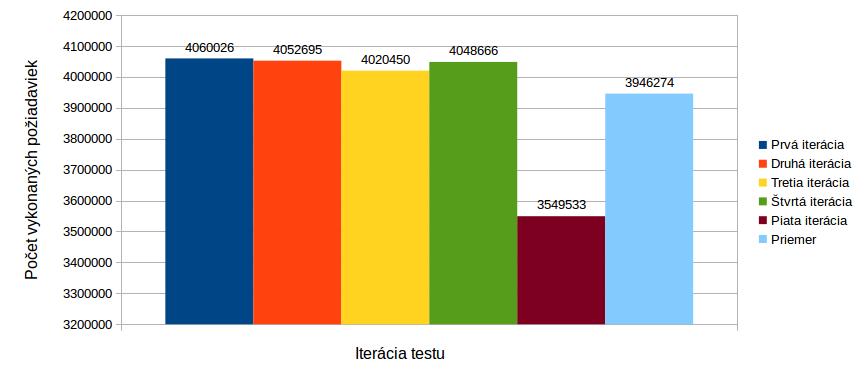 4200000
4100000
4000000
3900000
3800000
3700000
3600000
3500000
3400000
3300000
3200000
Počet vykonaných požiadaviek
4060026
4052695
4020450
4048666
3549533
3946274
Iterácia testu
Prvá iterácia
Druhá iterácia
Tretia iterácia
Štvrtá iterácia
Piata iterácia
Priemer